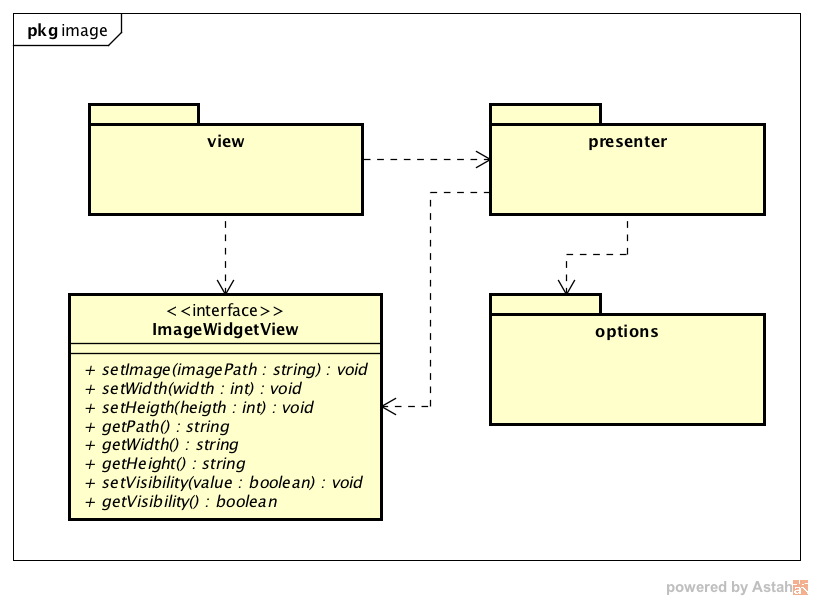 pkg image
view
presenter
<<interface>>
ImageWidgetView
options
+ setImage(imagePath : string) : void
+ setWidth(width : int) : void
+ setHeigth(heigth : int) : void
+ getPath() : string
+ getWidth() : string
+ getHeight() : string
+ setVisibility(value : boolean) : void
+ getVisibility() : boolean
powered by Astah